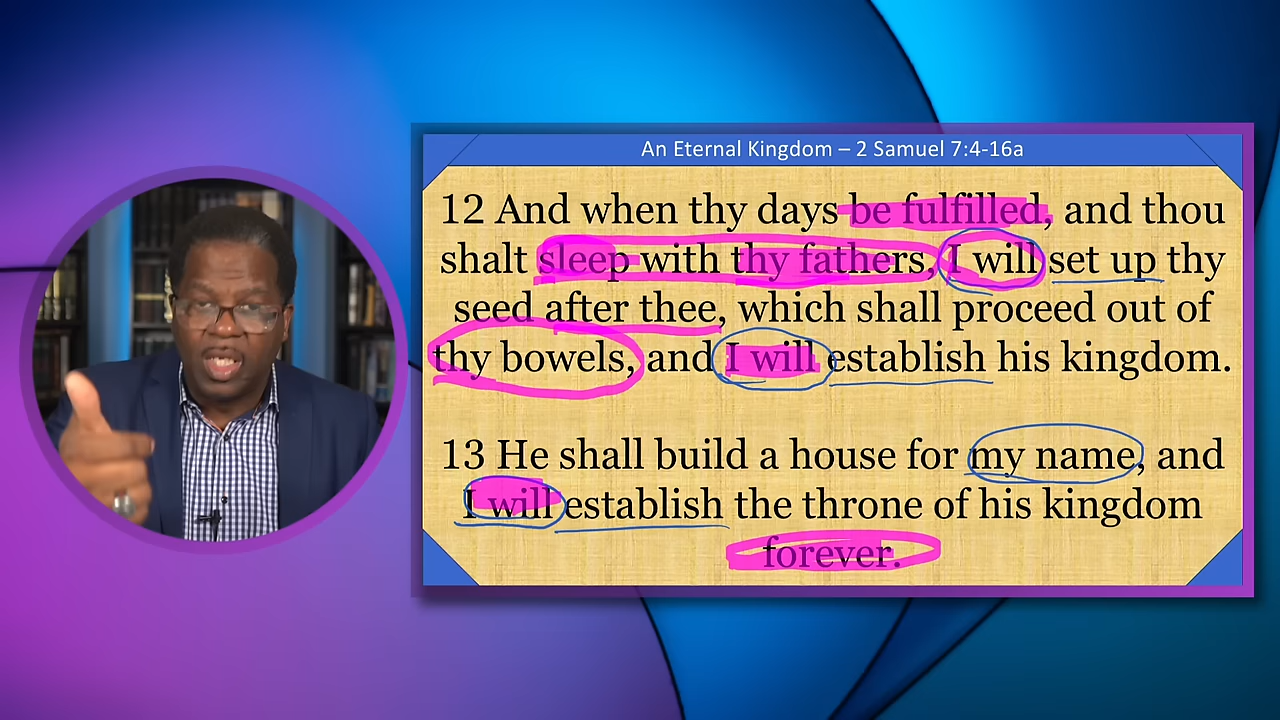 An Eternal Kingdom – 2 Samuel 7:4-16a
12 And when thy days be fulfilled, and thou
shalt sleep with thy fathers, I will set up thy
seed after thee, which shall proceed out of
thy bowels, and I will establish his kingdom.
13 He shall build a house for my name, and
I will establish the throne of his kingdom
forever.